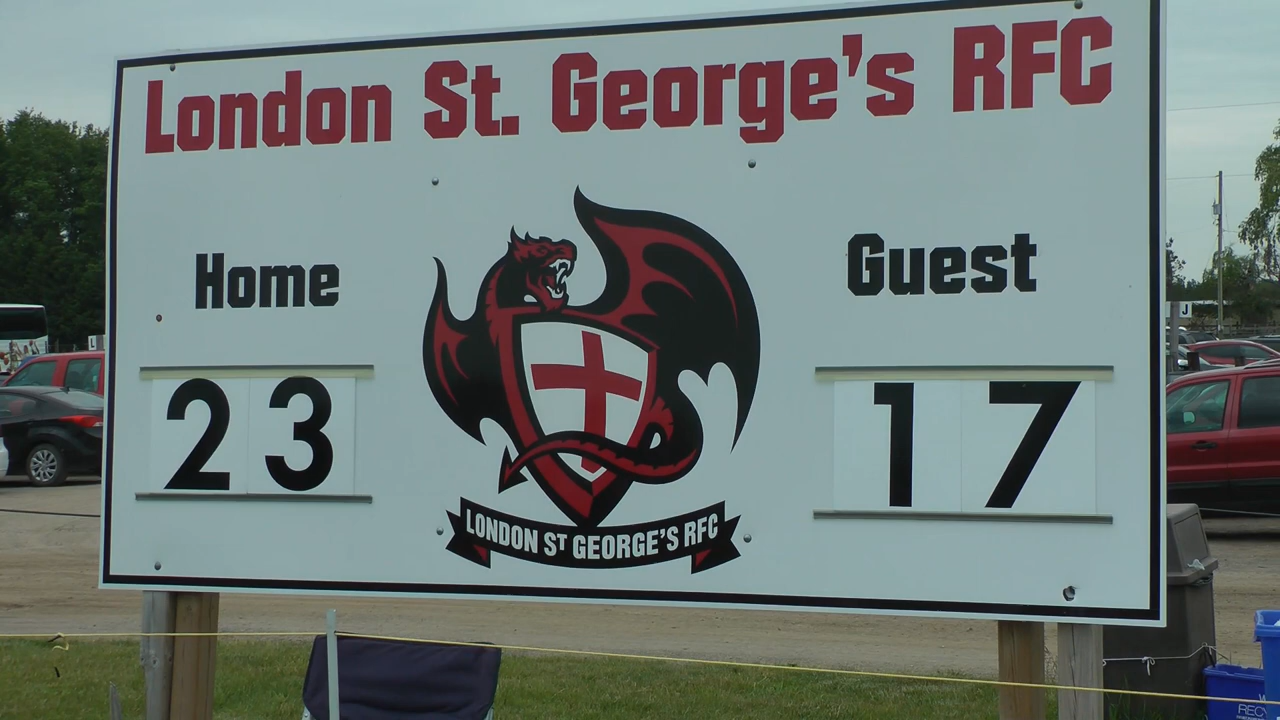 London St. George's RFC
Home
Guest
23
17
LONDON ST GEORGE'S RFC
J